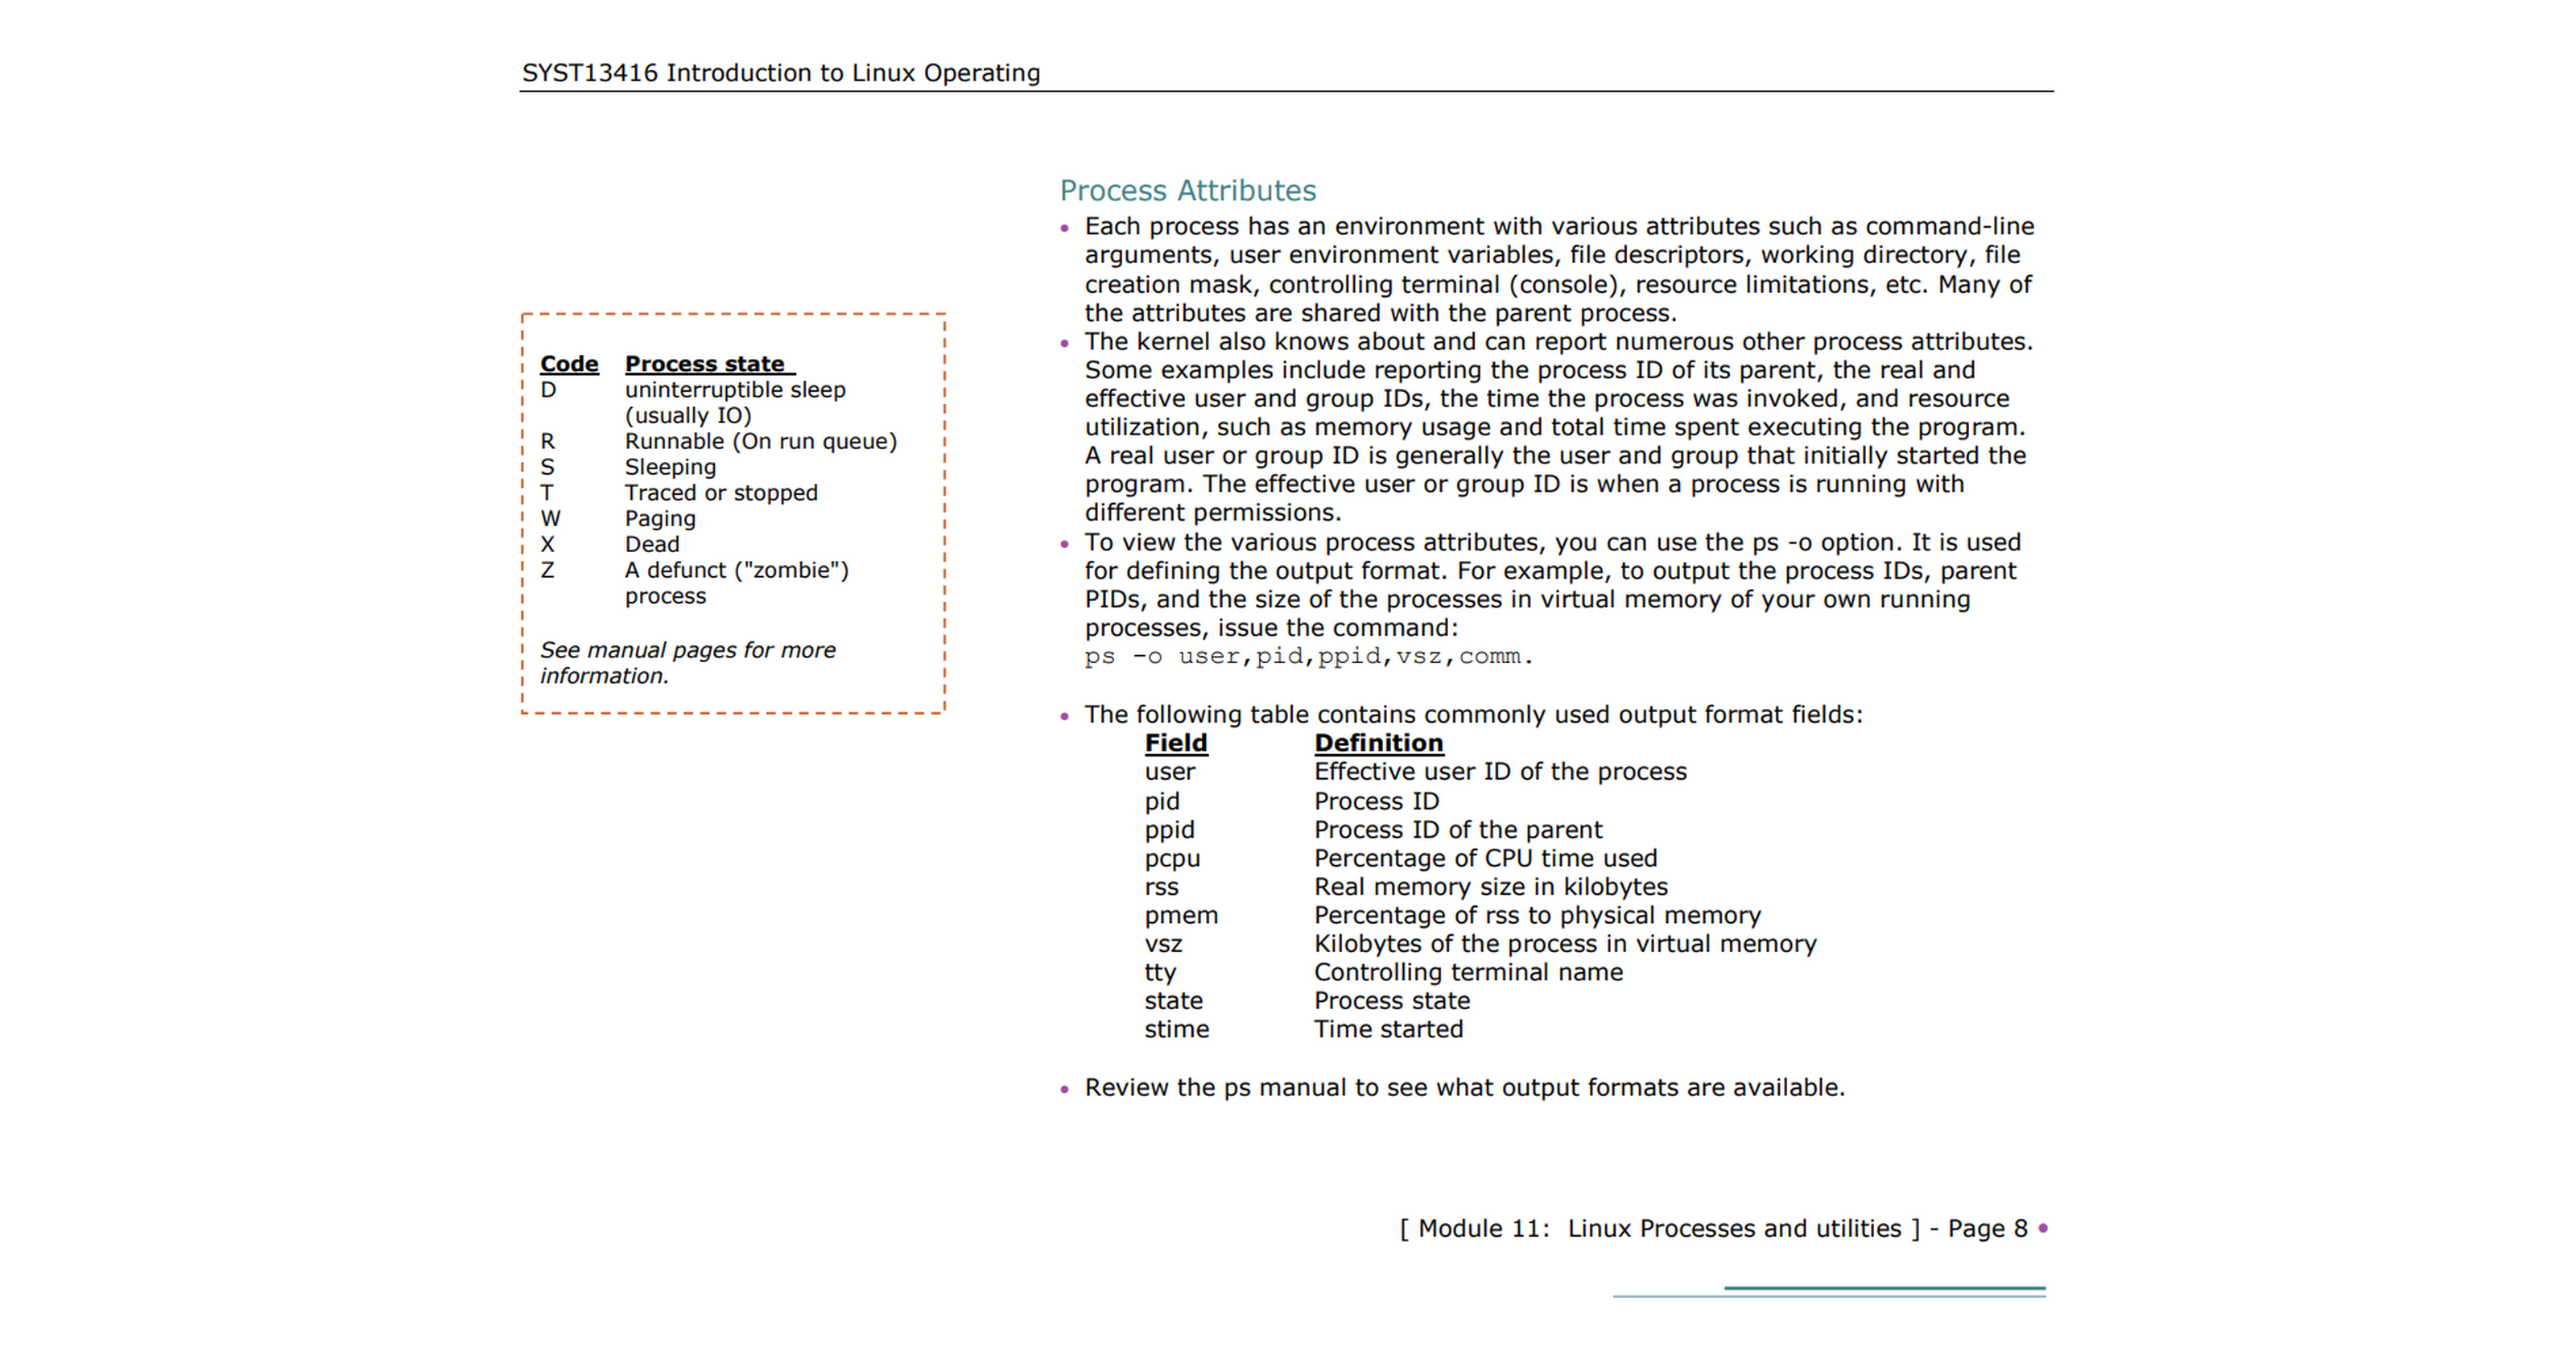 SYST13416 Introduction to Linux Operating
Code Process state
D uninterruptible sleep
(usually IO)
R Runnable (On run queue)
S Sleeping
T Traced or stopped
W Paging
X Dead
Z A defunct ("zombie")
process
See manual pages for more
information.
Process Attributes
• Each process has an environment with various attributes such as command-line
arguments, user environment variables, file descriptors, working directory, file
creation mask, controlling terminal (console), resource limitations, etc. Many of
the attributes are shared with the parent process.
• The kernel also knows about and can report numerous other process attributes.
Some examples include reporting the process ID of its parent, the real and
effective user and group IDs, the time the process was invoked, and resource
utilization, such as memory usage and total time spent executing the program.
A real user or group ID is generally the user and group that initially started the
program. The effective user or group ID is when a process is running with
different permissions.
• To view the various process attributes, you can use the ps -o option. It is used
for defining the output format. For example, to output the process IDs, parent
PIDs, and the size of the processes in virtual memory of your own running
processes, issue the command:
ps -o user,pid,ppid,vsz,comm.
• The following table contains commonly used output format fields:
Field Definition
user Effective user ID of the process
pid Process ID
ppid Process ID of the parent
pcpu Percentage of CPU time used
rss Real memory size in kilobytes
pmem Percentage of rss to physical memory
vsz Kilobytes of the process in virtual memory
tty Controlling terminal name
state Process state
stime Time started
• Review the ps manual to see what output formats are available.
[ Module 11: Linux Processes and utilities ] - Page 8 •